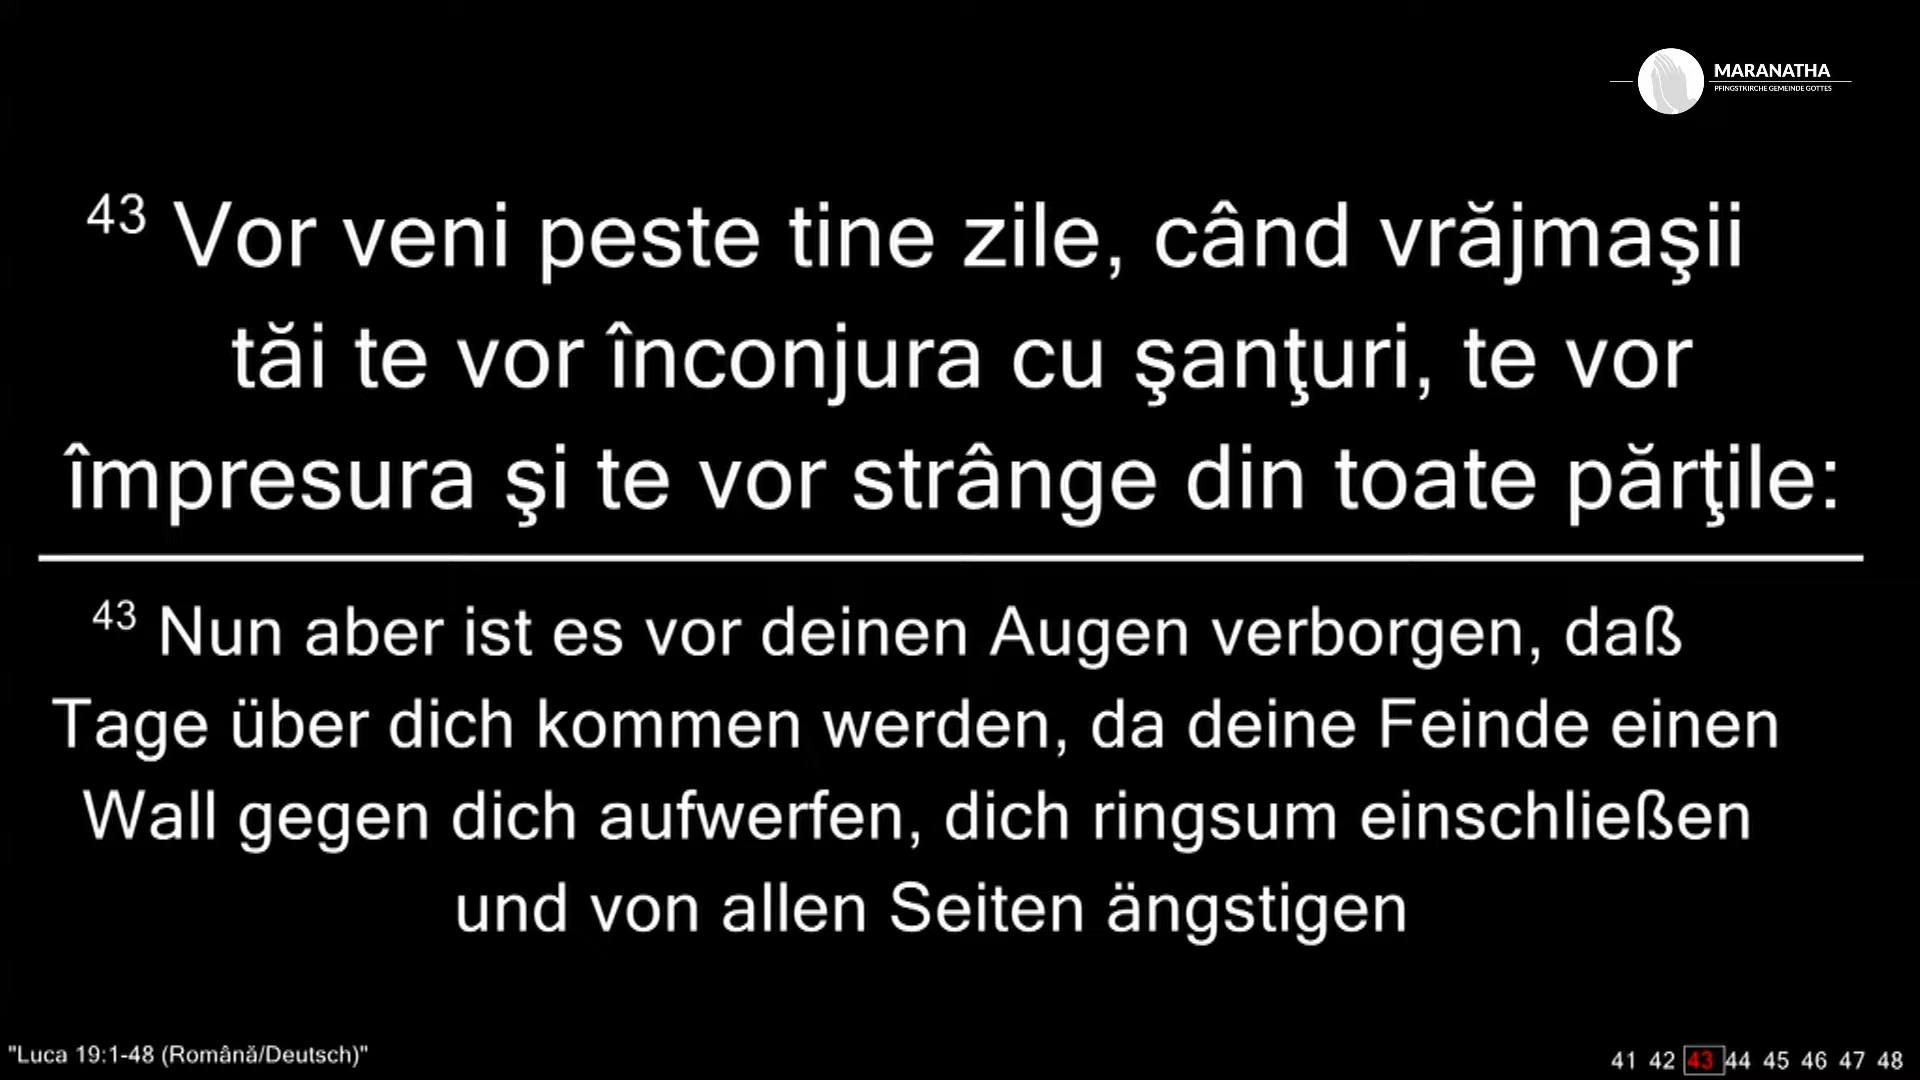 MARANATHA
PFINGSTKIRCHE GEMEINDE GOTTES
43 Vor veni peste tine zile, când vrăjmaşii
tăi te vor înconjura cu şanţuri, te vor
împresura şi te vor strânge din toate părţile:
43 Nun aber ist es vor deinen Augen verborgen, daß
Tage über dich kommen werden, da deine Feinde einen
Wall gegen dich aufwerfen, dich ringsum einschließen
und von allen Seiten ängstigen
"Luca 19:1-48 (Română/Deutsch)"
41 42 43 44 45 46 47 48